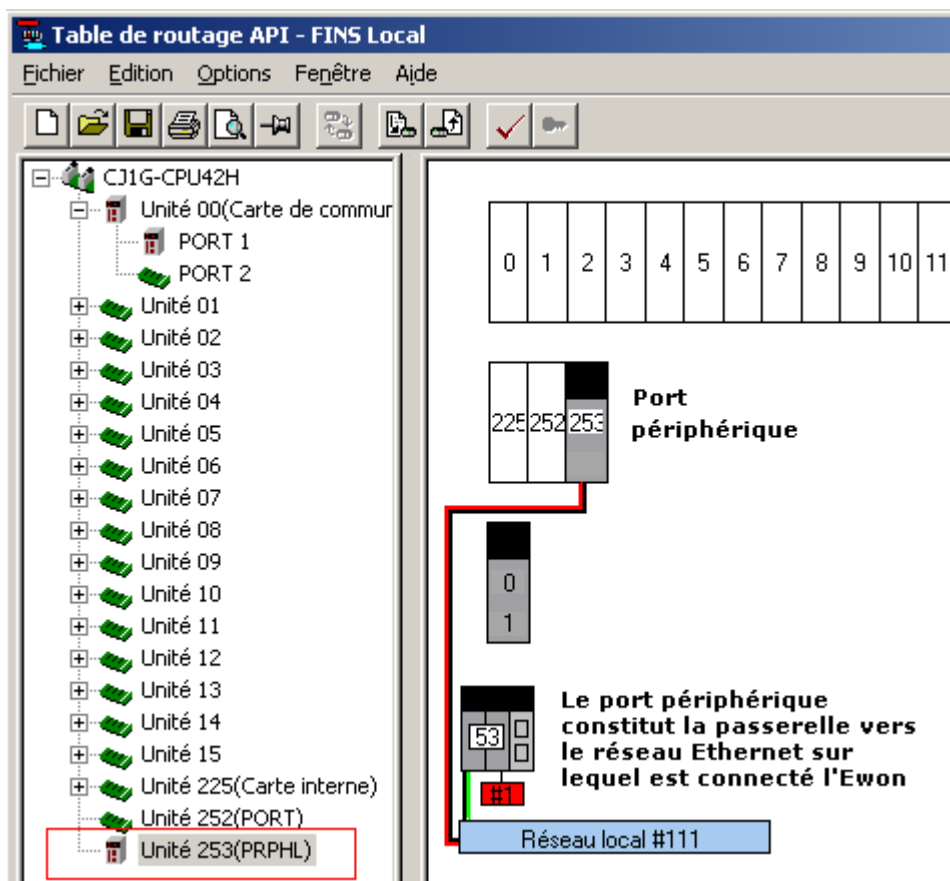 Table de routage API - FINS Local
Fichier Edition Options Fenêtre Aide
CJ1G-CPU42H
Unité 00(Carte de commur
PORT 1
PORT 2
Unité 01
Unité 02
Unité 03
Unité 04
Unité 05
Unité 06
Unité 07
Unité 08
Unité 09
Unité 10
Unité 11
Unité 12
Unité 13
Unité 14
Unité 15
Unité 225(Carte interne)
Unité 252(PORT)
Unité 253(PRPHL)
0 1 2 3 4 5 6 7 8 9 10 11
225 252 253
Port
périphérique
0
1
53
#1
Le port périphérique
constitut la passerelle vers
le réseau Ethernet sur
lequel est connecté l'Ewon
Réseau local #111